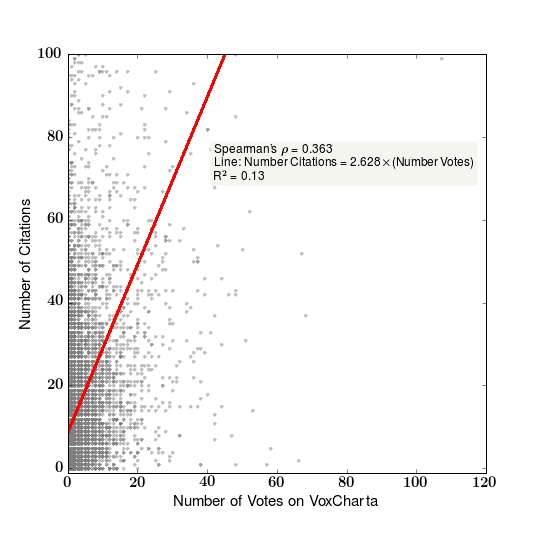 100
80
60
40
20
0
Number of Citations
Spearman's ρ = 0.363
Line: Number Citations = 2.628×(Number Votes)
R² = 0.13
0 20 40 60 80 100 120
Number of Votes on VoxCharta